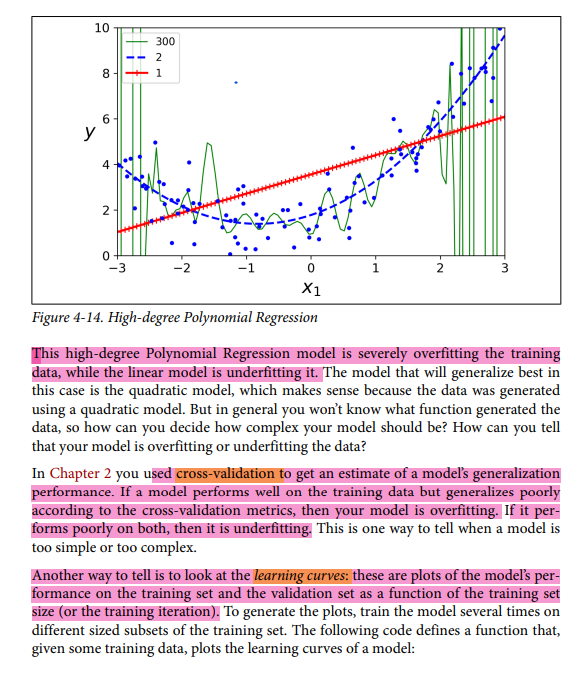 10
8
6
4
2
0
y
300
2
1
−3
−2
−1
0
1
2
3
x1
Figure 4-14. High-degree Polynomial Regression
This high-degree Polynomial Regression model is severely overfitting the training
data, while the linear model is underfitting it. The model that will generalize best in
this case is the quadratic model, which makes sense because the data was generated
using a quadratic model. But in general you won’t know what function generated the
data, so how can you decide how complex your model should be? How can you tell
that your model is overfitting or underfitting the data?
In Chapter 2 you used cross-validation to get an estimate of a model’s generalization
performance. If a model performs well on the training data but generalizes poorly
according to the cross-validation metrics, then your model is overfitting. If it per-
forms poorly on both, then it is underfitting. This is one way to tell when a model is
too simple or too complex.
Another way to tell is to look at the learning curves: these are plots of the model’s per-
formance on the training set and the validation set as a function of the training set
size (or the training iteration). To generate the plots, train the model several times on
different sized subsets of the training set. The following code defines a function that,
given some training data, plots the learning curves of a model: